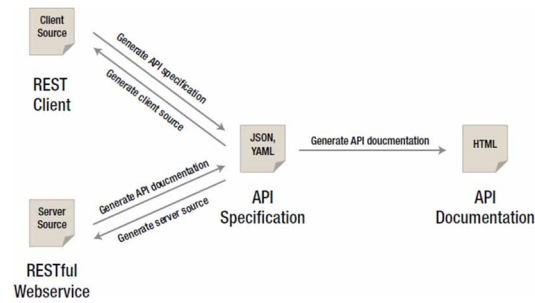 Client
Source
REST
Client
Generate API specification
Generate client source
JSON,
YAML
API
Specification
Generate API doucmentation
HTML
API
Documentation
Generate API doucmentation
Generate server source
Server
Source
RESTful
Webservice